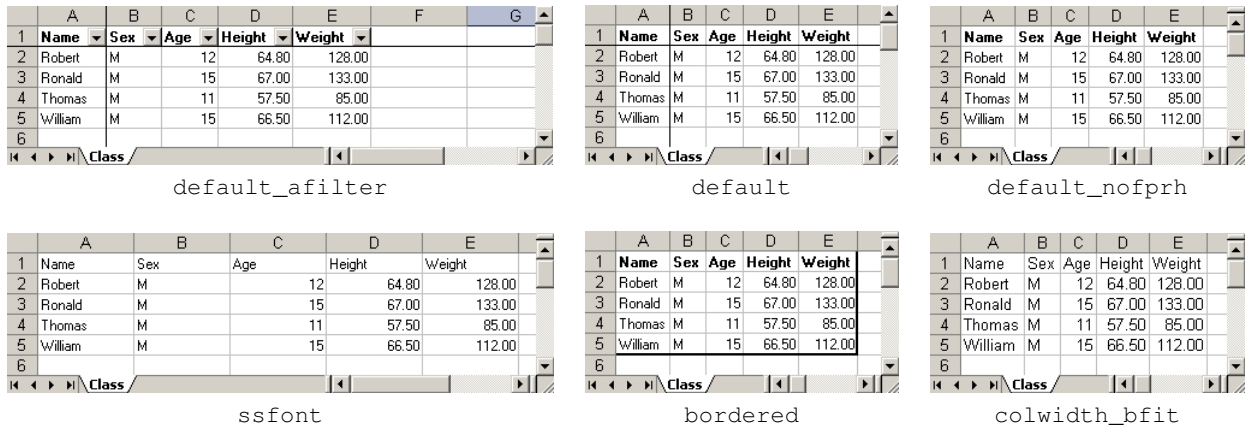 A B C D E F G
1 Name Sex Age Height Weight
2 Robert M 12 64.80 128.00
3 Ronald M 15 67.00 133.00
4 Thomas M 11 57.50 85.00
5 William M 15 66.50 112.00
6
Class
default_afilter
A B C D E
1 Name Sex Age Height Weight
2 Robert M 12 64.80 128.00
3 Ronald M 15 67.00 133.00
4 Thomas M 11 57.50 85.00
5 William M 15 66.50 112.00
6
Class
default
A B C D E
1 Name Sex Age Height Weight
2 Robert M 12 64.80 128.00
3 Ronald M 15 67.00 133.00
4 Thomas M 11 57.50 85.00
5 William M 15 66.50 112.00
6
Class
default_nofprh
A B C D E
1 Name Sex Age Height Weight
2 Robert M 12 64.80 128.00
3 Ronald M 15 67.00 133.00
4 Thomas M 11 57.50 85.00
5 William M 15 66.50 112.00
6
Class
ssfont
A B C D E
1 Name Sex Age Height Weight
2 Robert M 12 64.80 128.00
3 Ronald M 15 67.00 133.00
4 Thomas M 11 57.50 85.00
5 William M 15 66.50 112.00
6
Class
bordered
A B C D E
1 Name Sex Age Height Weight
2 Robert M 12 64.80 128.00
3 Ronald M 15 67.00 133.00
4 Thomas M 11 57.50 85.00
5 William M 15 66.50 112.00
6
Class
colwidth_bfit